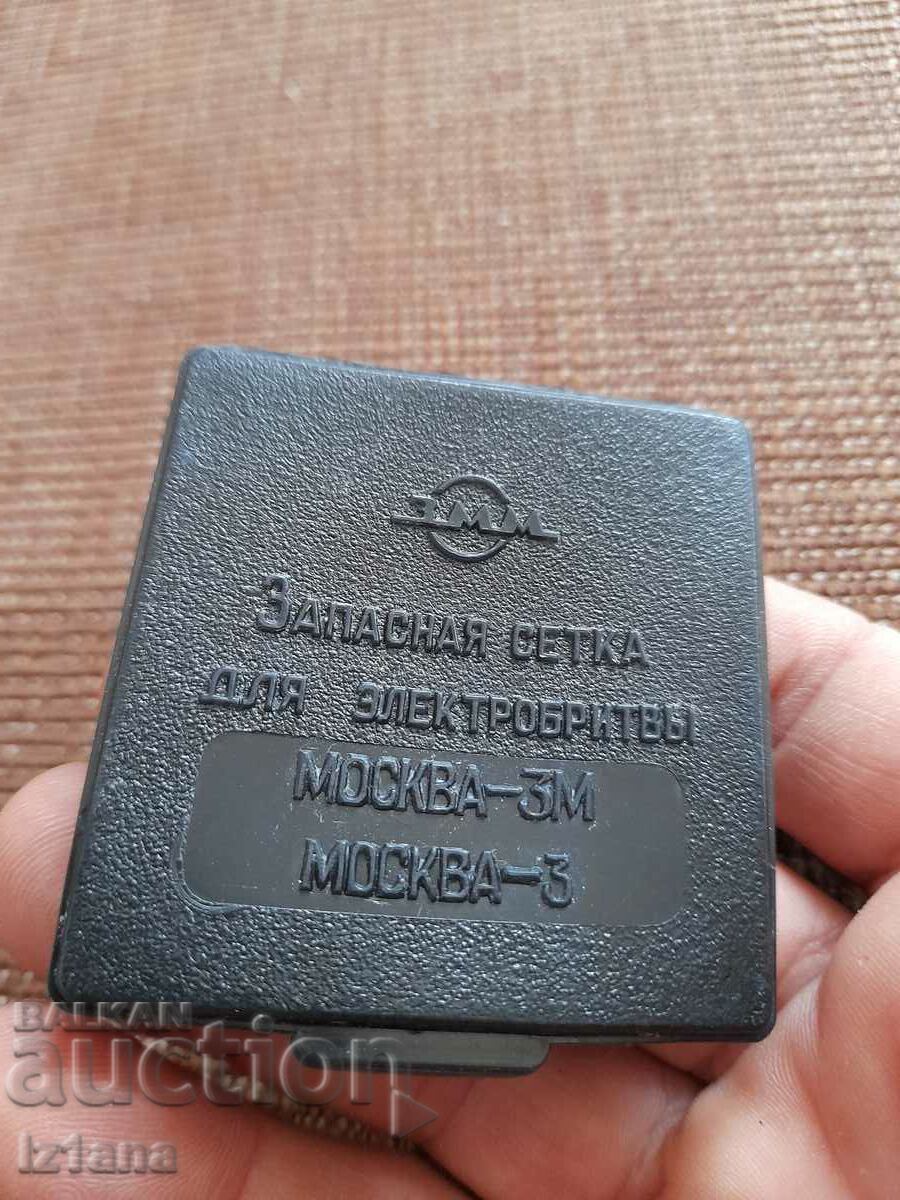 ЗММ
Запасная сетка
для электробритвы
Москва-3М
Москва-3
BALKAN
auction
iz1ana